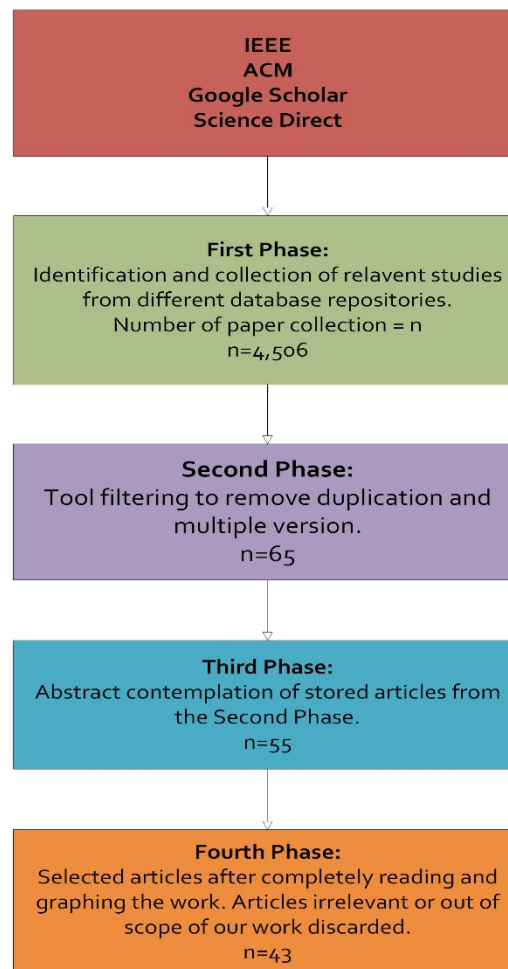 IEEE
ACM
Google Scholar
Science Direct
First Phase:
Identification and collection of relavent studies
from different database repositories.
Number of paper collection = n
n=4,506
Second Phase:
Tool filtering to remove duplication and
multiple version.
n=65
Third Phase:
Abstract contemplation of stored articles from
the Second Phase.
n=55
Fourth Phase:
Selected articles after completely reading and
graphing the work. Articles irrelevant or out of
scope of our work discarded.
n=43